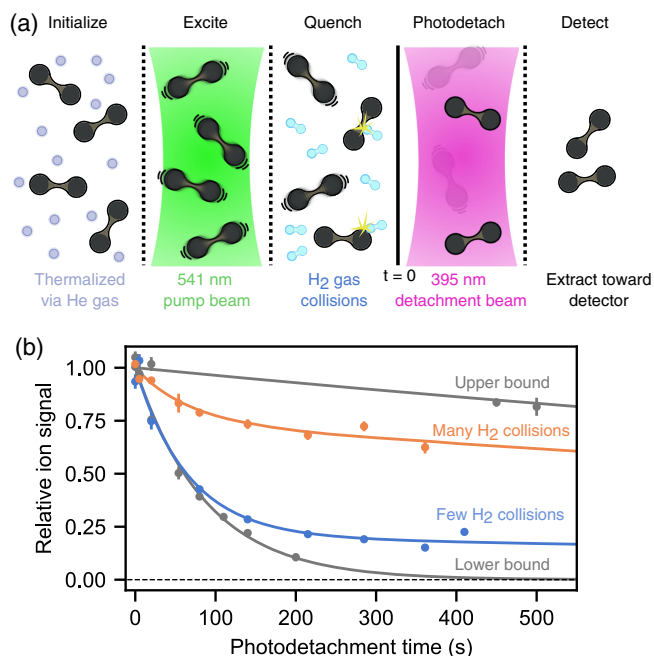 (a)
Initialize
Excite
Quench
Photodetach
Detect
Thermalized
via He gas
541 nm
pump beam
H2 gas
collisions
t = 0
395 nm
detachment beam
Extract toward
detector
(b)
Relative ion signal
1.00
0.75
0.50
0.25
0.00
Upper bound
Many H2 collisions
Few H2 collisions
Lower bound
0
100
200
300
400
500
Photodetachment time (s)